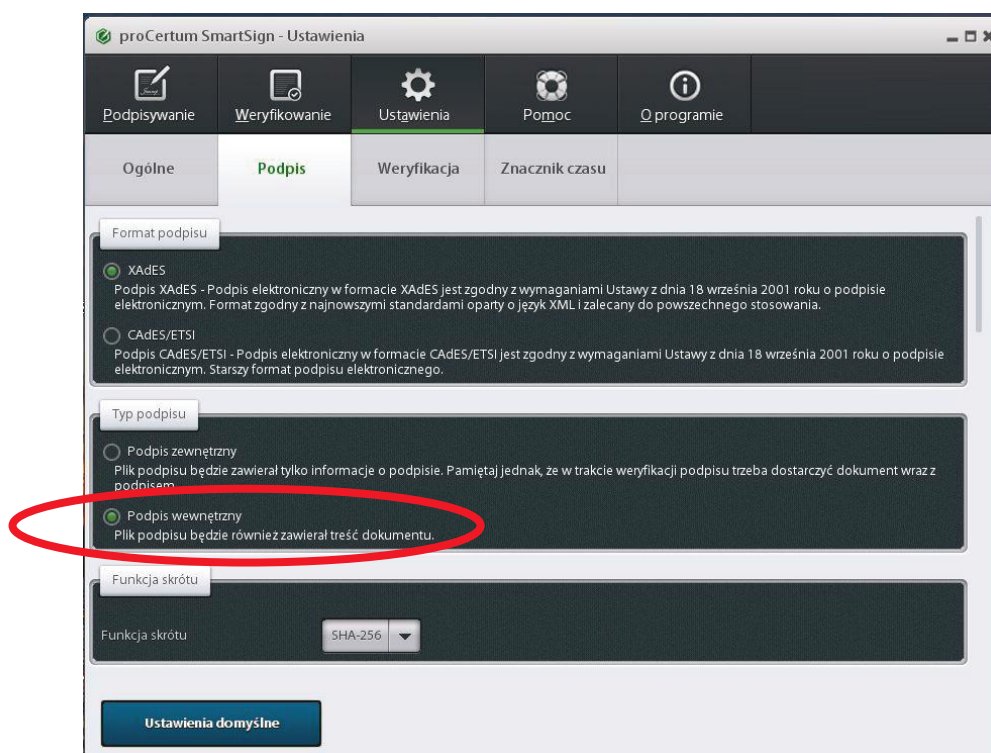 proCertum SmartSign - Ustawienia
Podpisywanie
Weryfikowanie
Ustawienia
Pomoc
O programie
Ogólne
Podpis
Weryfikacja
Znacznik czasu
Format podpisu
XAdES
Podpis XAdES - Podpis elektroniczny w formacie XAdES jest zgodny z wymaganiami Ustawy z dnia 18 września 2001 roku o podpisie
elektronicznym. Format zgodny z najnowszymi standardami oparty o język XML i zalecany do powszechnego stosowania.
CAdES/ETSI
Podpis CAdES/ETSI - Podpis elektroniczny w formacie CAdES/ETSI jest zgodny z wymaganiami Ustawy z dnia 18 września 2001 roku o podpisie
elektronicznym. Starszy format podpisu elektronicznego.
Typ podpisu
Podpis zewnętrzny
Plik podpisu będzie zawierał tylko informacje o podpisie. Pamiętaj jednak, że w trakcie weryfikacji podpisu trzeba dostarczyć dokument wraz z
podpisem.
Podpis wewnętrzny
Plik podpisu będzie również zawierał treść dokumentu.
Funkcja skrótu
Funkcja skrótu
SHA-256
Ustawienia domyślne